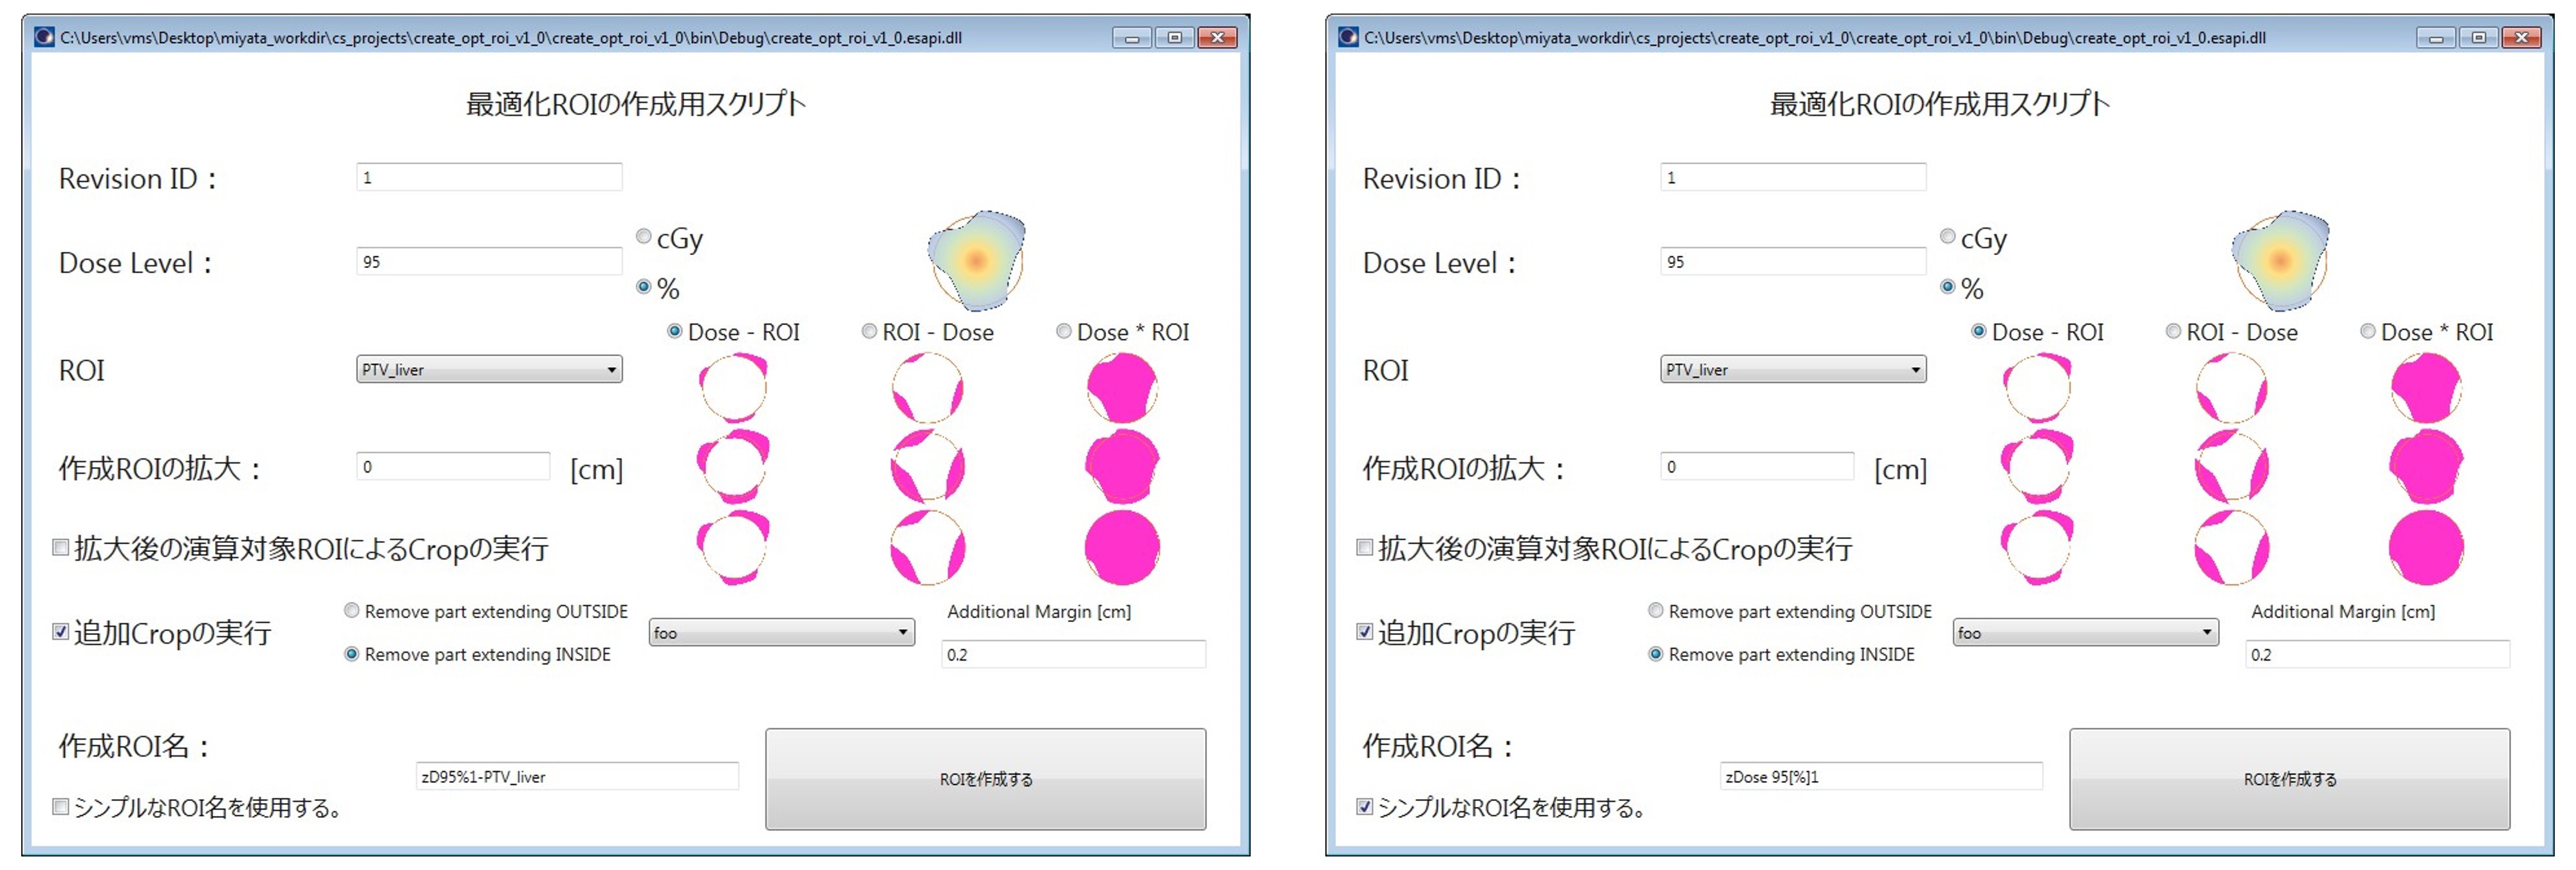 C:\Users\vms\Desktop\miyata_workdir\cs_projects\create_opt_roi_v1_0\create_opt_roi_v1_0\bin\Debug\create_opt_roi_v1_0.esapi.dll
最適化ROIの作成用スクリプト
Revision ID：
1
Dose Level：
95
cGy
%
Dose - ROI
ROI - Dose
Dose * ROI
ROI
PTV_liver
作成ROIの拡大：
0
[cm]
拡大後の演算対象ROIによるCropの実行
追加Cropの実行
Remove part extending OUTSIDE
Remove part extending INSIDE
foo
Additional Margin [cm]
0.2
作成ROI名：
zD95%1-PTV_liver
シンプルなROI名を使用する。
ROIを作成する
C:\Users\vms\Desktop\miyata_workdir\cs_projects\create_opt_roi_v1_0\create_opt_roi_v1_0\bin\Debug\create_opt_roi_v1_0.esapi.dll
最適化ROIの作成用スクリプト
Revision ID：
1
Dose Level：
95
cGy
%
Dose - ROI
ROI - Dose
Dose * ROI
ROI
PTV_liver
作成ROIの拡大：
0
[cm]
拡大後の演算対象ROIによるCropの実行
追加Cropの実行
Remove part extending OUTSIDE
Remove part extending INSIDE
foo
Additional Margin [cm]
0.2
作成ROI名：
zDose 95[%]1
シンプルなROI名を使用する。
ROIを作成する